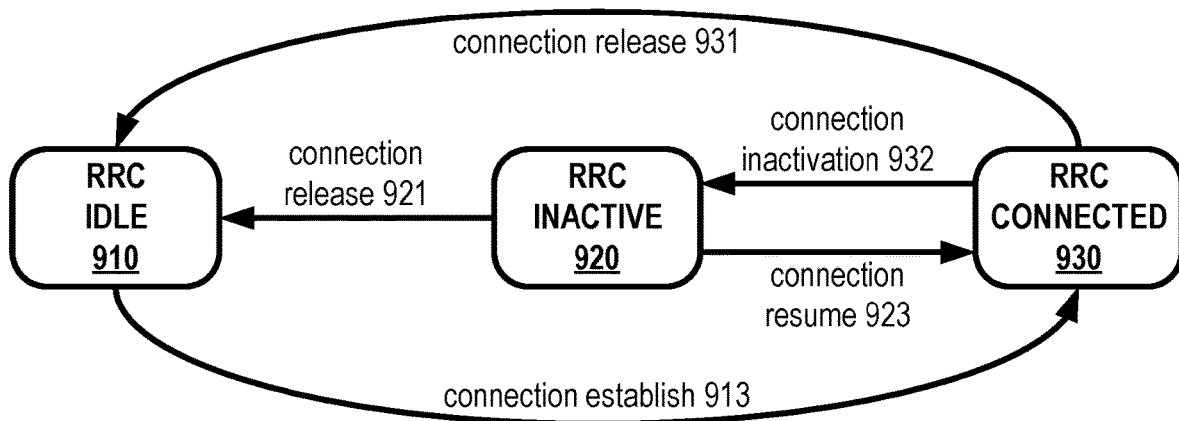 connection release 931
connection
inactivation 932
connection
release 921
RRC
IDLE
910
RRC
INACTIVE
920
RRC
CONNECTED
930
connection
resume 923
connection establish 913